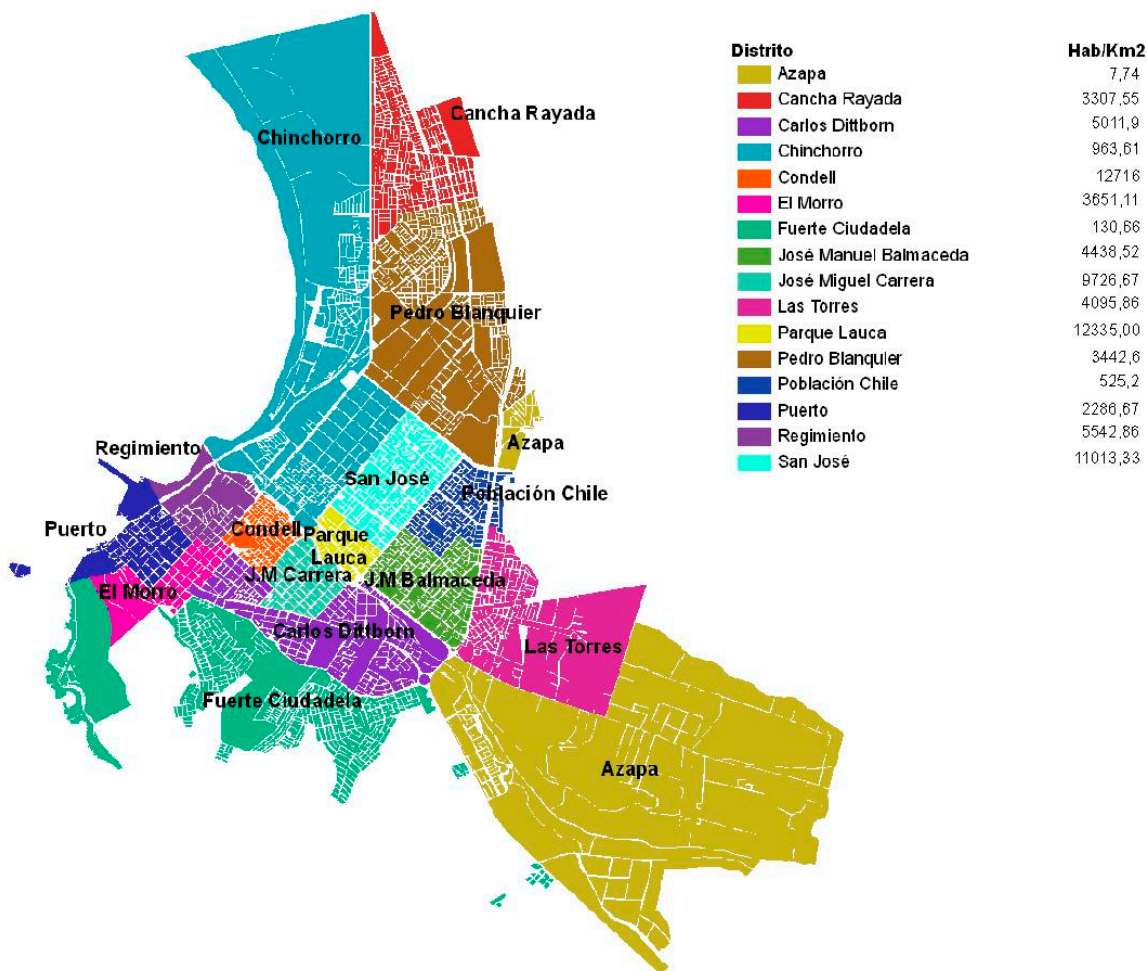 Distrito Hab/Km2
Azapa 7,74
Cancha Rayada 3307,55
Carlos Dittborn 5011,9
Chinchorro 963,61
Condell 12716
El Morro 3651,11
Fuerte Ciudadela 130,66
José Manuel Balmaceda 4438,52
José Miguel Carrera 9726,67
Las Torres 4095,86
Parque Lauca 12335,00
Pedro Blanquier 3442,6
Población Chile 525,2
Puerto 2286,67
Regimiento 5542,86
San José 11013,33
Cancha Rayada
Chinchorro
Pedro Blanquier
Azapa
Regimiento
San José
Población Chile
Puerto
Condell
Parque
Lauca
J.M Carrera
J.M Balmaceda
El Morro
Carlos Dittborn
Las Torres
Fuerte Ciudadela
Azapa